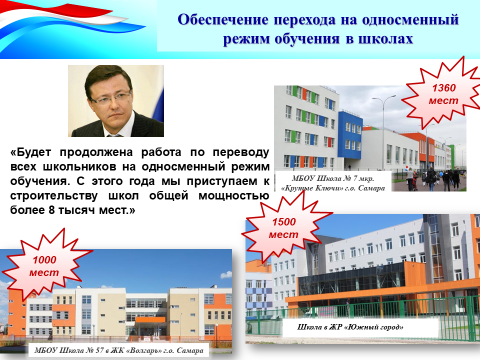 Обеспечение перехода на односменный
режим обучения в школах
1360
мест
«Будет продолжена работа по переводу
всех школьников на односменный режим
обучения. С этого года мы приступаем к
строительству школ общей мощностью
более 8 тысяч мест.»
МБОУ Школа № 7 мкр.
«Крутые Ключи» г.о. Самара
1500
мест
1000
мест
Школа в ЖР «Южный город»
МБОУ Школа № 57 в ЖК «Волгарь» г.о. Самара